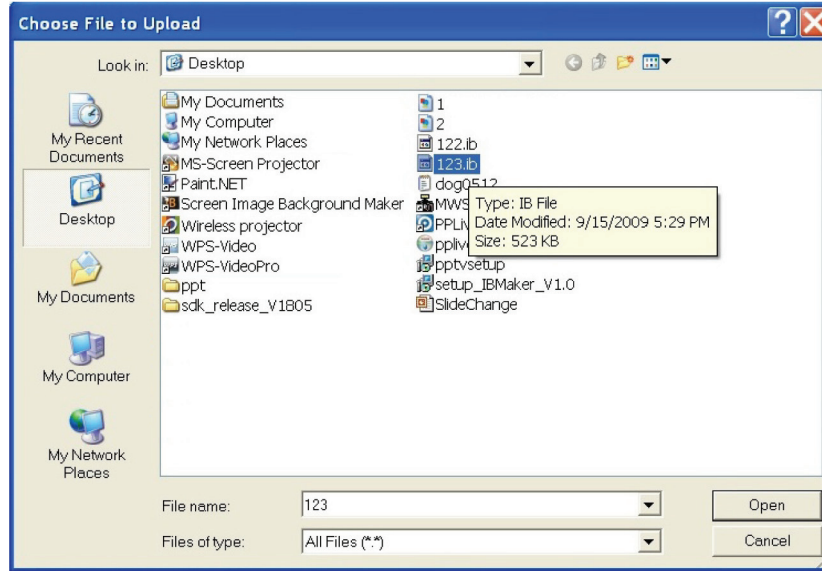 Choose File to Upload
Look in:
Desktop
My Recent
Documents
Desktop
My Documents
My Computer
My Network
Places
My Documents
My Computer
My Network Places
MS-Screen Projector
Paint.NET
Screen Image Background Maker
Wireless projector
WPS-Video
WPS-VideoPro
ppt
sdk_release_V1805
1
2
122.ib
123.ib
dog0512
MWS
PPLiv
ppliv
pptvsetup
setup_IBMaker_V1.0
SlideChange
Type: IB File
Date Modified: 9/15/2009 5:29 PM
Size: 523 KB
File name:
123
Open
Files of type:
All Files (*.*)
Cancel